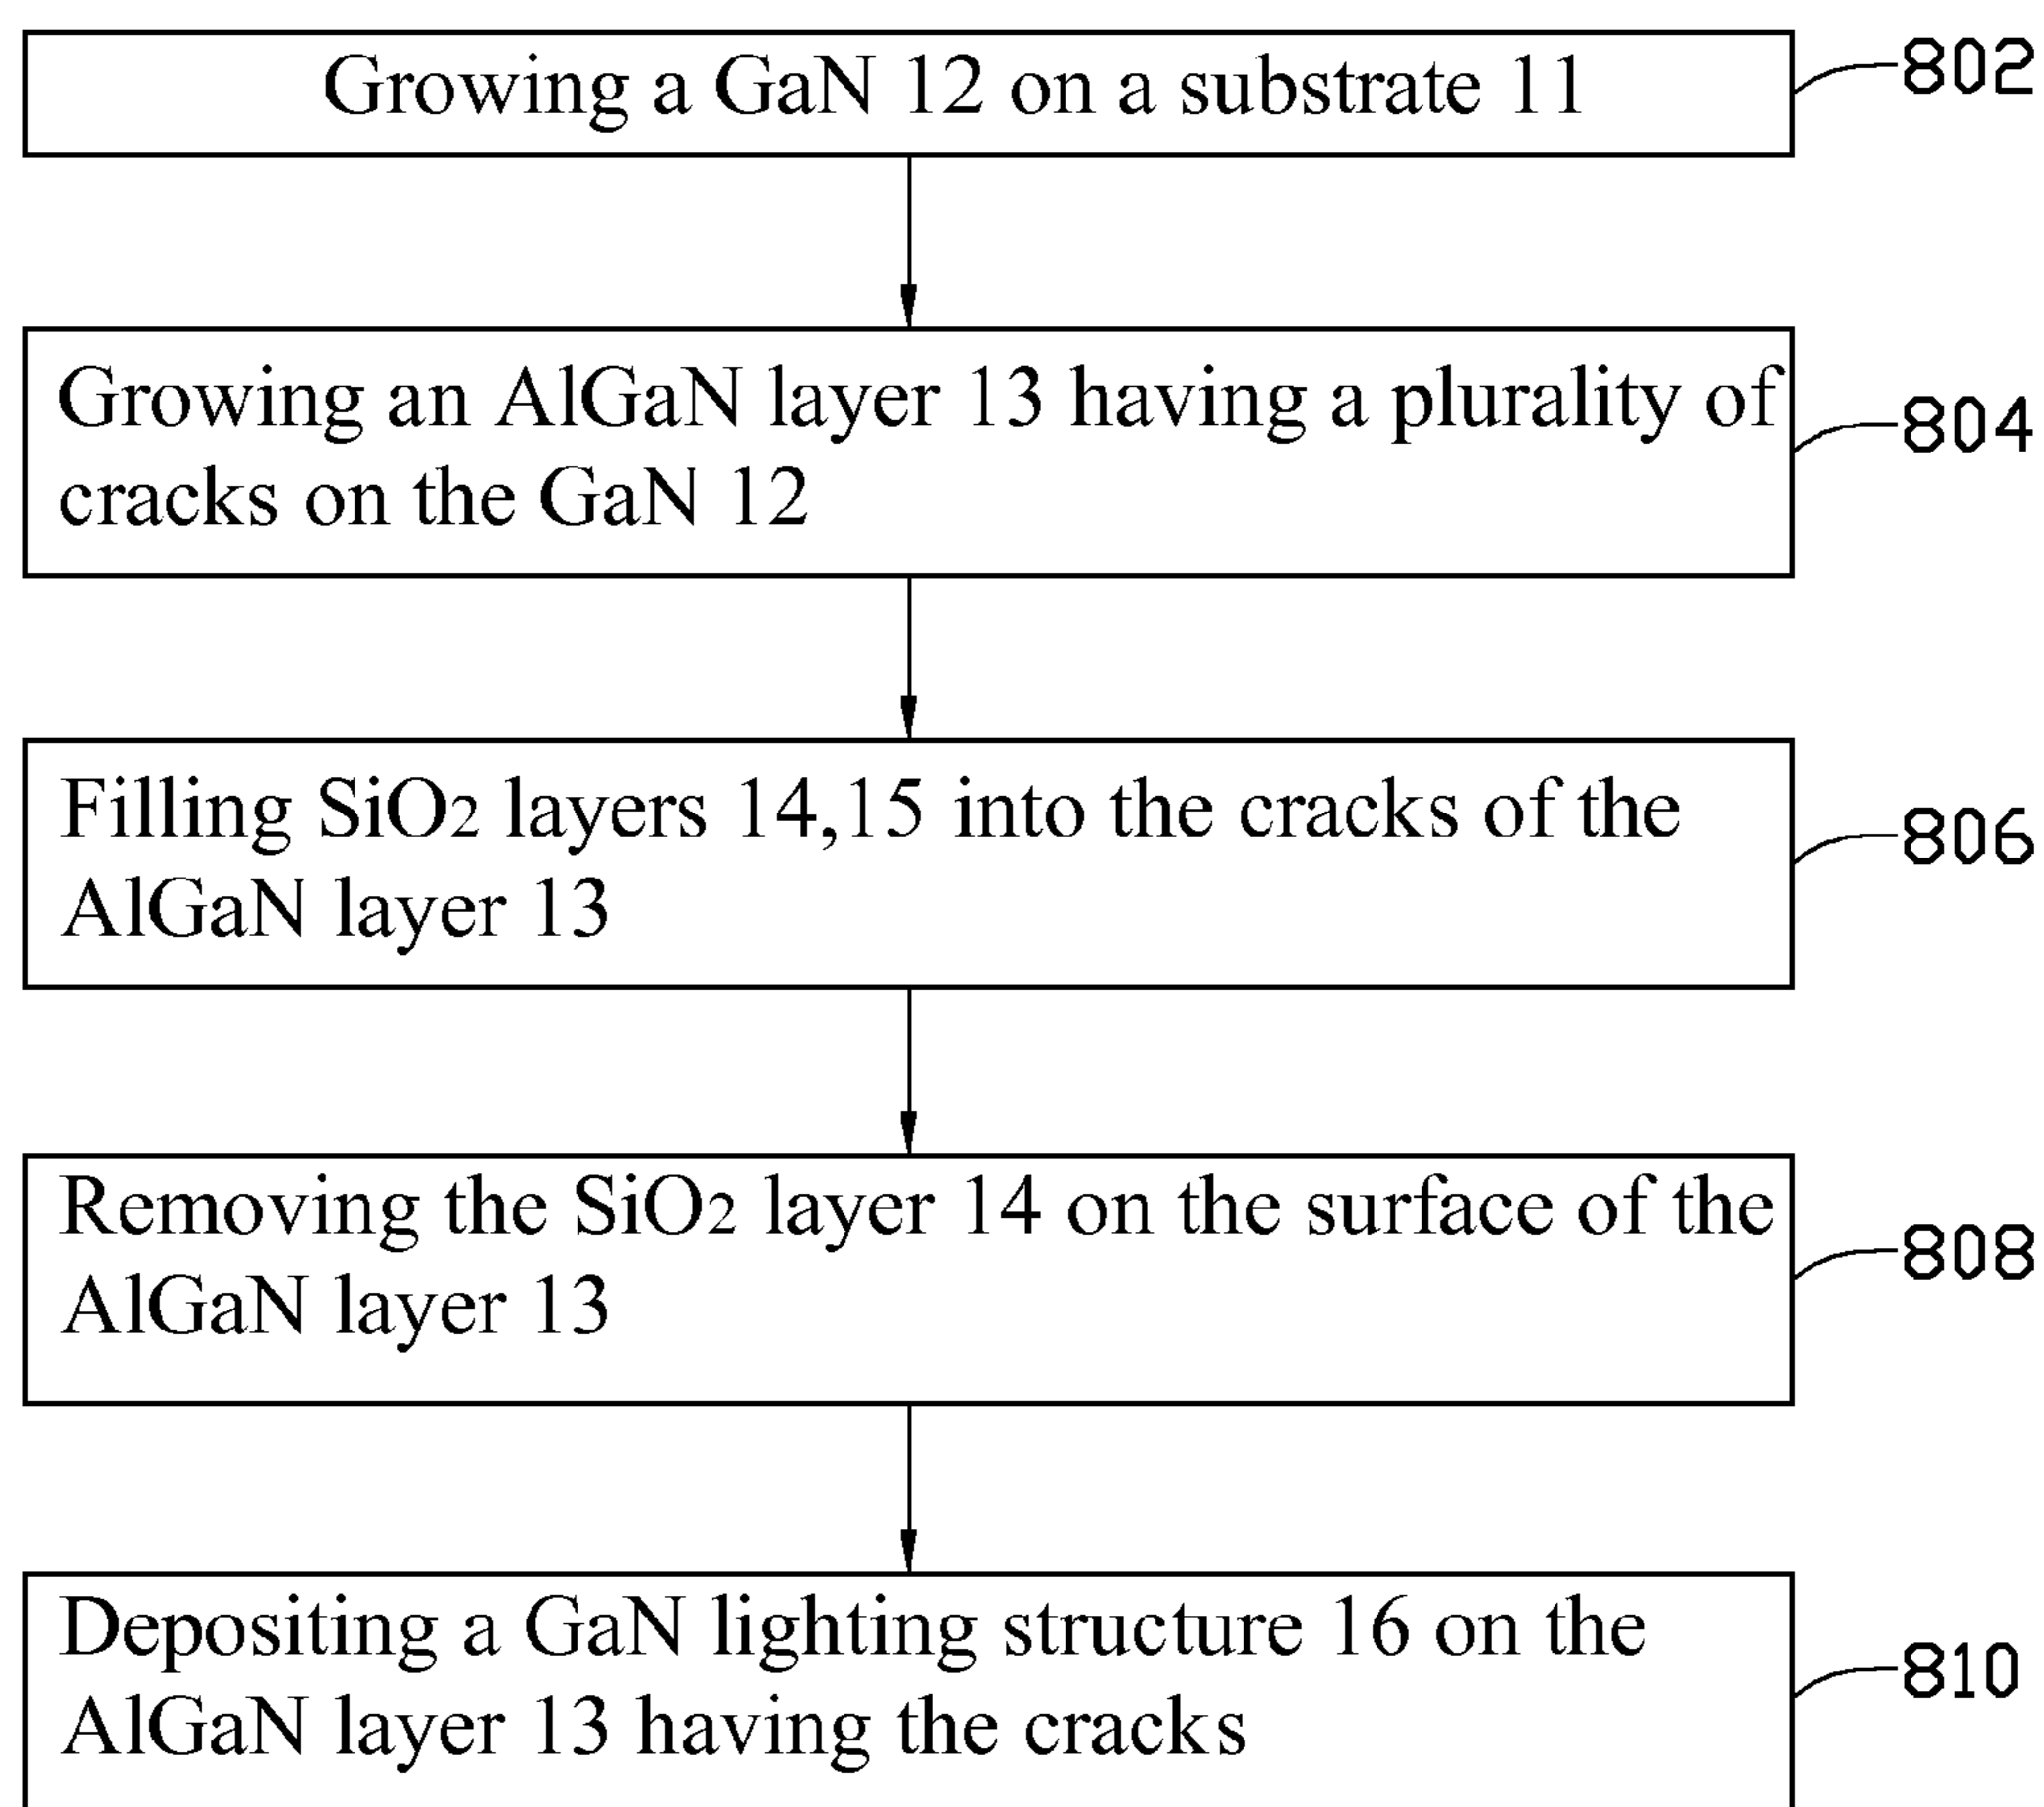 Growing a GaN 12 on a substrate 11
802
Growing an AlGaN layer 13 having a plurality of
cracks on the GaN 12
804
Filling SiO2 layers 14,15 into the cracks of the
AlGaN layer 13
806
Removing the SiO2 layer 14 on the surface of the
AlGaN layer 13
808
Depositing a GaN lighting structure 16 on the
AlGaN layer 13 having the cracks
810